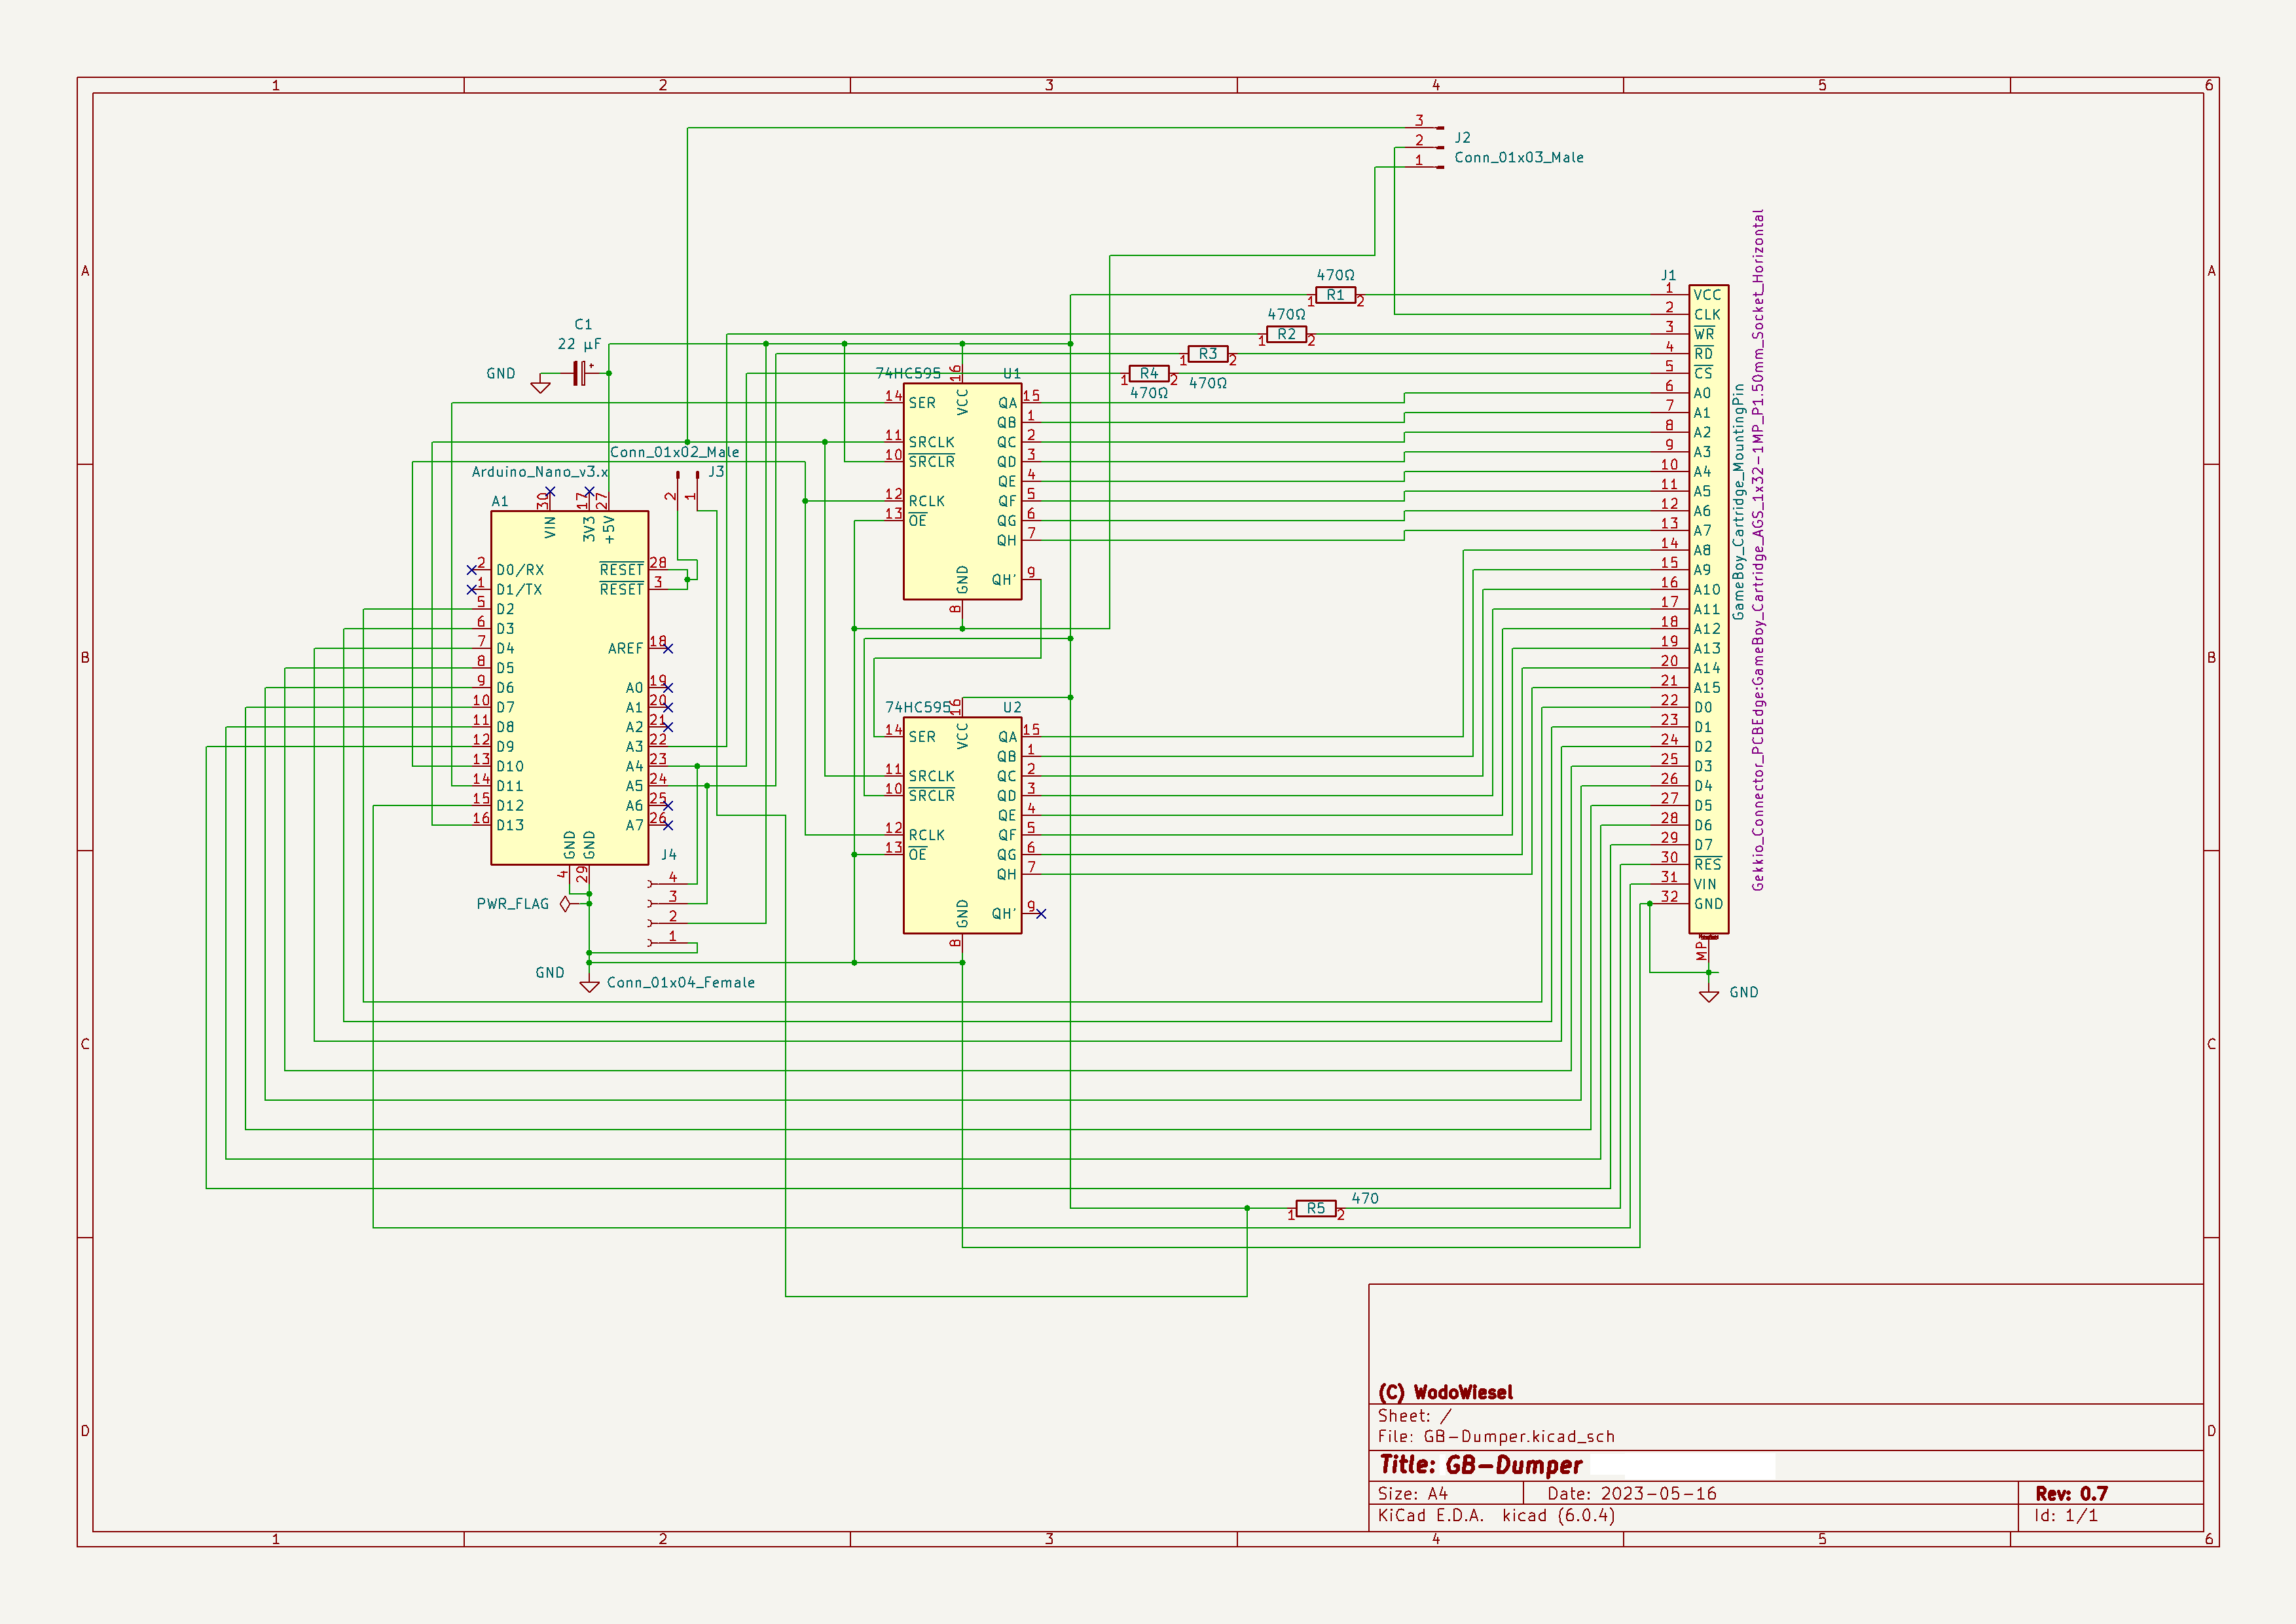 1 2 3 4 5 6
A
B
C
D
3
2
1
J2
Conn_01x03_Male
C1
22 µF
GND
470Ω
R1
1 2
470Ω
R2
1 2
R3
1 2
470Ω
R4
1 2
470Ω
J1
1 VCC
2 CLK
3 WR
4 RD
5 CS
6 A0
7 A1
8 A2
9 A3
10 A4
11 A5
12 A6
13 A7
14 A8
15 A9
16 A10
17 A11
18 A12
19 A13
20 A14
21 A15
22 D0
23 D1
24 D2
25 D3
26 D4
27 D5
28 D6
29 D7
30 RES
31 VIN
32 GND
MP
GND
GameBoy_Cartridge_MountingPin
Gekkio_Connector_PCBEdge:GameBoy_Cartridge_AGS_1x32-1MP_P1.50mm_Socket_Horizontal
74HC595 U1
16 VCC
14 SER
11 SRCLK
10 SRCLR
12 RCLK
13 OE
QA 15
QB 1
QC 2
QD 3
QE 4
QF 5
QG 6
QH 7
QH' 9
GND 8
74HC595 U2
16 VCC
14 SER
11 SRCLK
10 SRCLR
12 RCLK
13 OE
QA 15
QB 1
QC 2
QD 3
QE 4
QF 5
QG 6
QH 7
QH' 9
GND 8
Conn_01x02_Male
J3
2 1
Arduino_Nano_v3.x
A1
30 VIN
17 3V3
27 +5V
2 D0/RX
1 D1/TX
5 D2
6 D3
7 D4
8 D5
9 D6
10 D7
11 D8
12 D9
13 D10
14 D11
15 D12
16 D13
RESET 28
RESET 3
AREF 18
A0 19
A1 20
A2 21
A3 22
A4 23
A5 24
A6 25
A7 26
GND 4
GND 29
PWR_FLAG
J4
4
3
2
1
GND
Conn_01x04_Female
470
R5
1 2
(C) WodoWiesel
Sheet: /
File: GB-Dumper.kicad_sch
Title: GB-Dumper
Size: A4 Date: 2023-05-16 Rev: 0.7
KiCad E.D.A. kicad (6.0.4) Id: 1/1
A
B
C
D
1 2 3 4 5 6